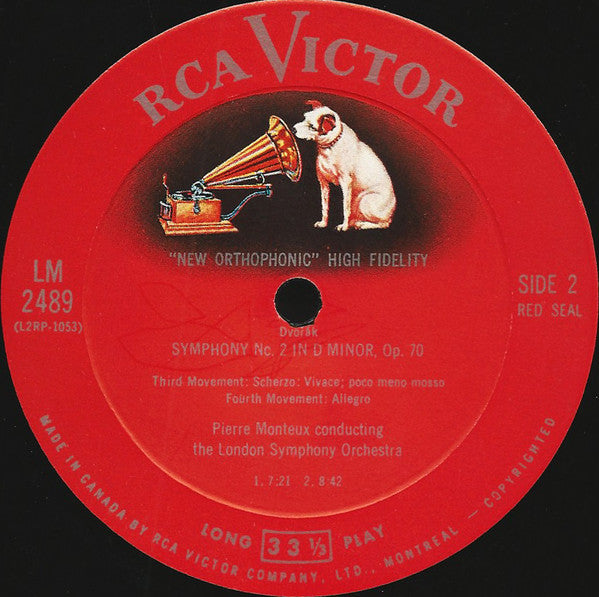 RCA VICTOR
"NEW ORTHOPHONIC" HIGH FIDELITY
LM
2489
(L2RP-1053)
SIDE 2
RED SEAL
Dvořák
SYMPHONY No. 2 IN D MINOR, Op. 70
Third Movement: Scherzo: Vivace; poco meno mosso
Fourth Movement: Allegro
Pierre Monteux conducting
the London Symphony Orchestra
1. 7:21 2. 8:42
LONG 33 1/3 PLAY
MADE IN CANADA BY RCA VICTOR COMPANY, LTD., MONTREAL – COPYRIGHTED